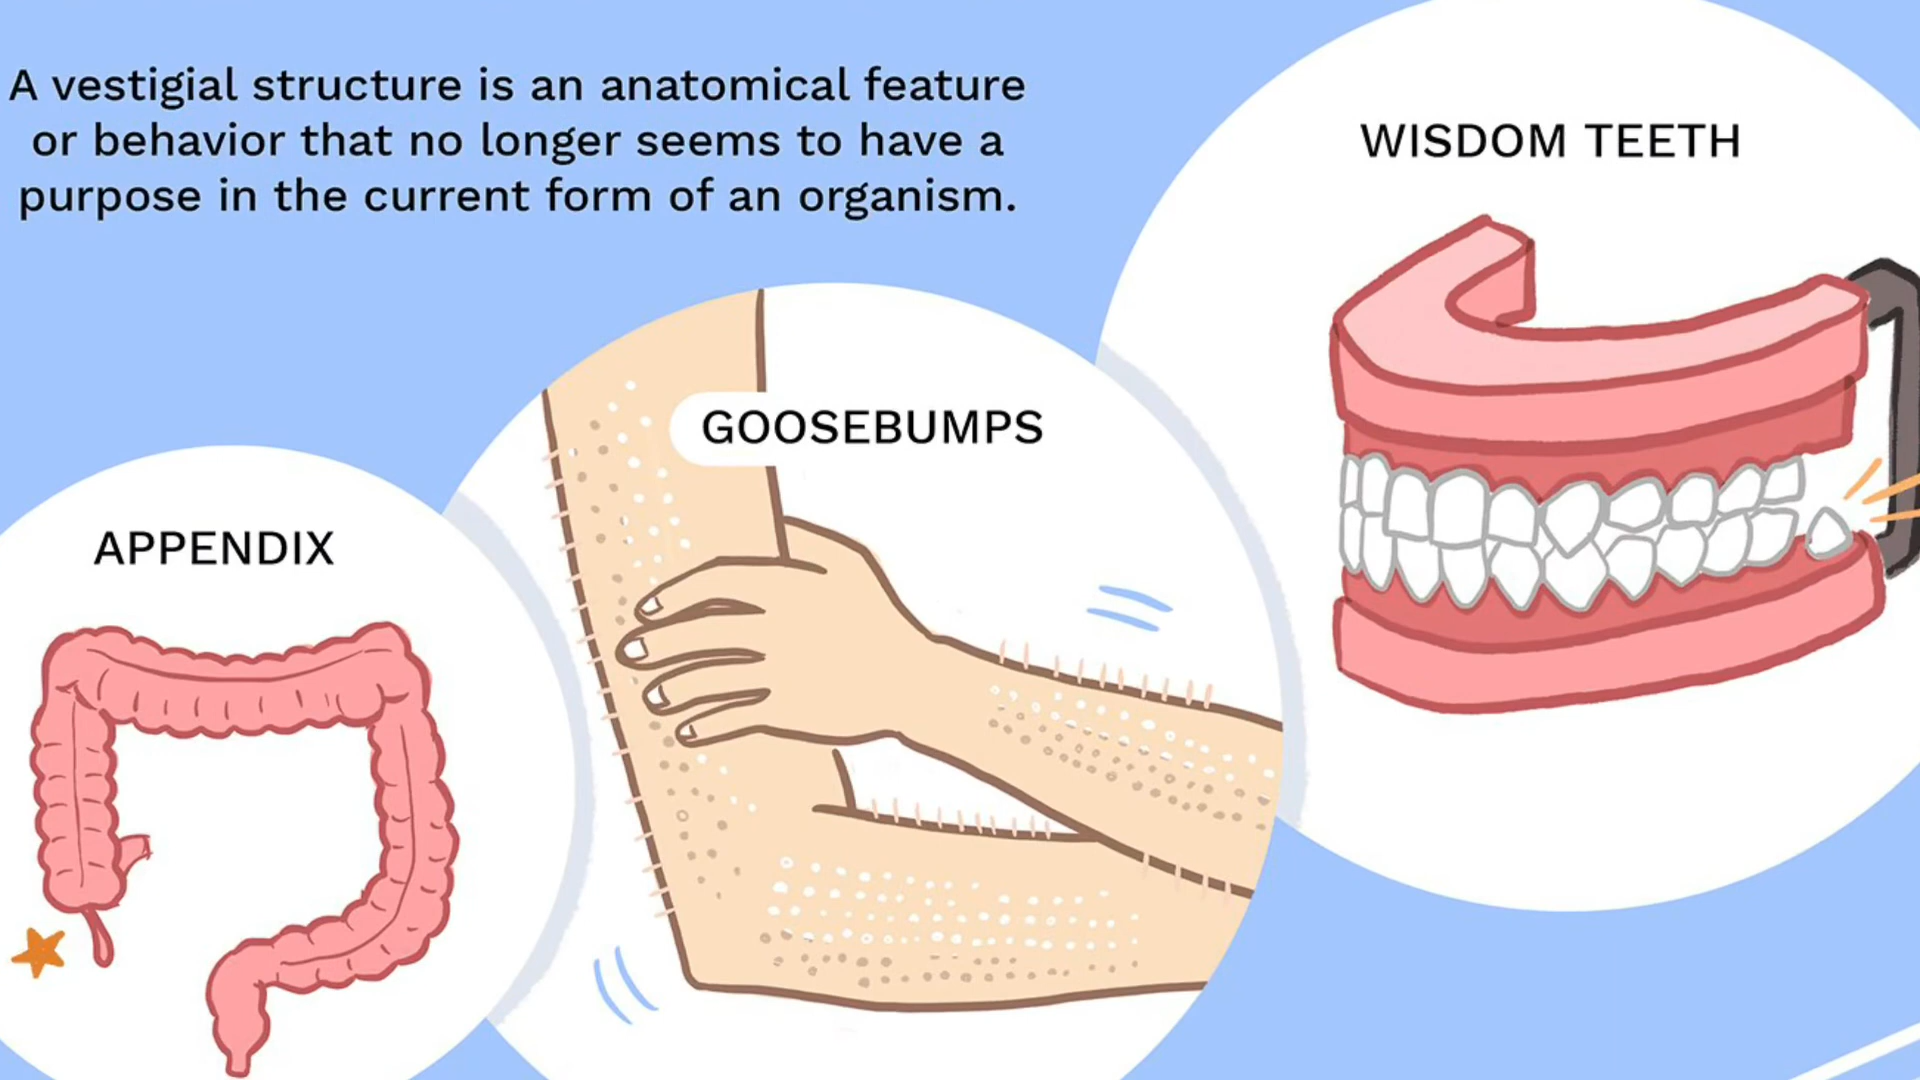 A vestigial structure is an anatomical feature
or behavior that no longer seems to have a
purpose in the current form of an organism.
WISDOM TEETH
GOOSEBUMPS
APPENDIX